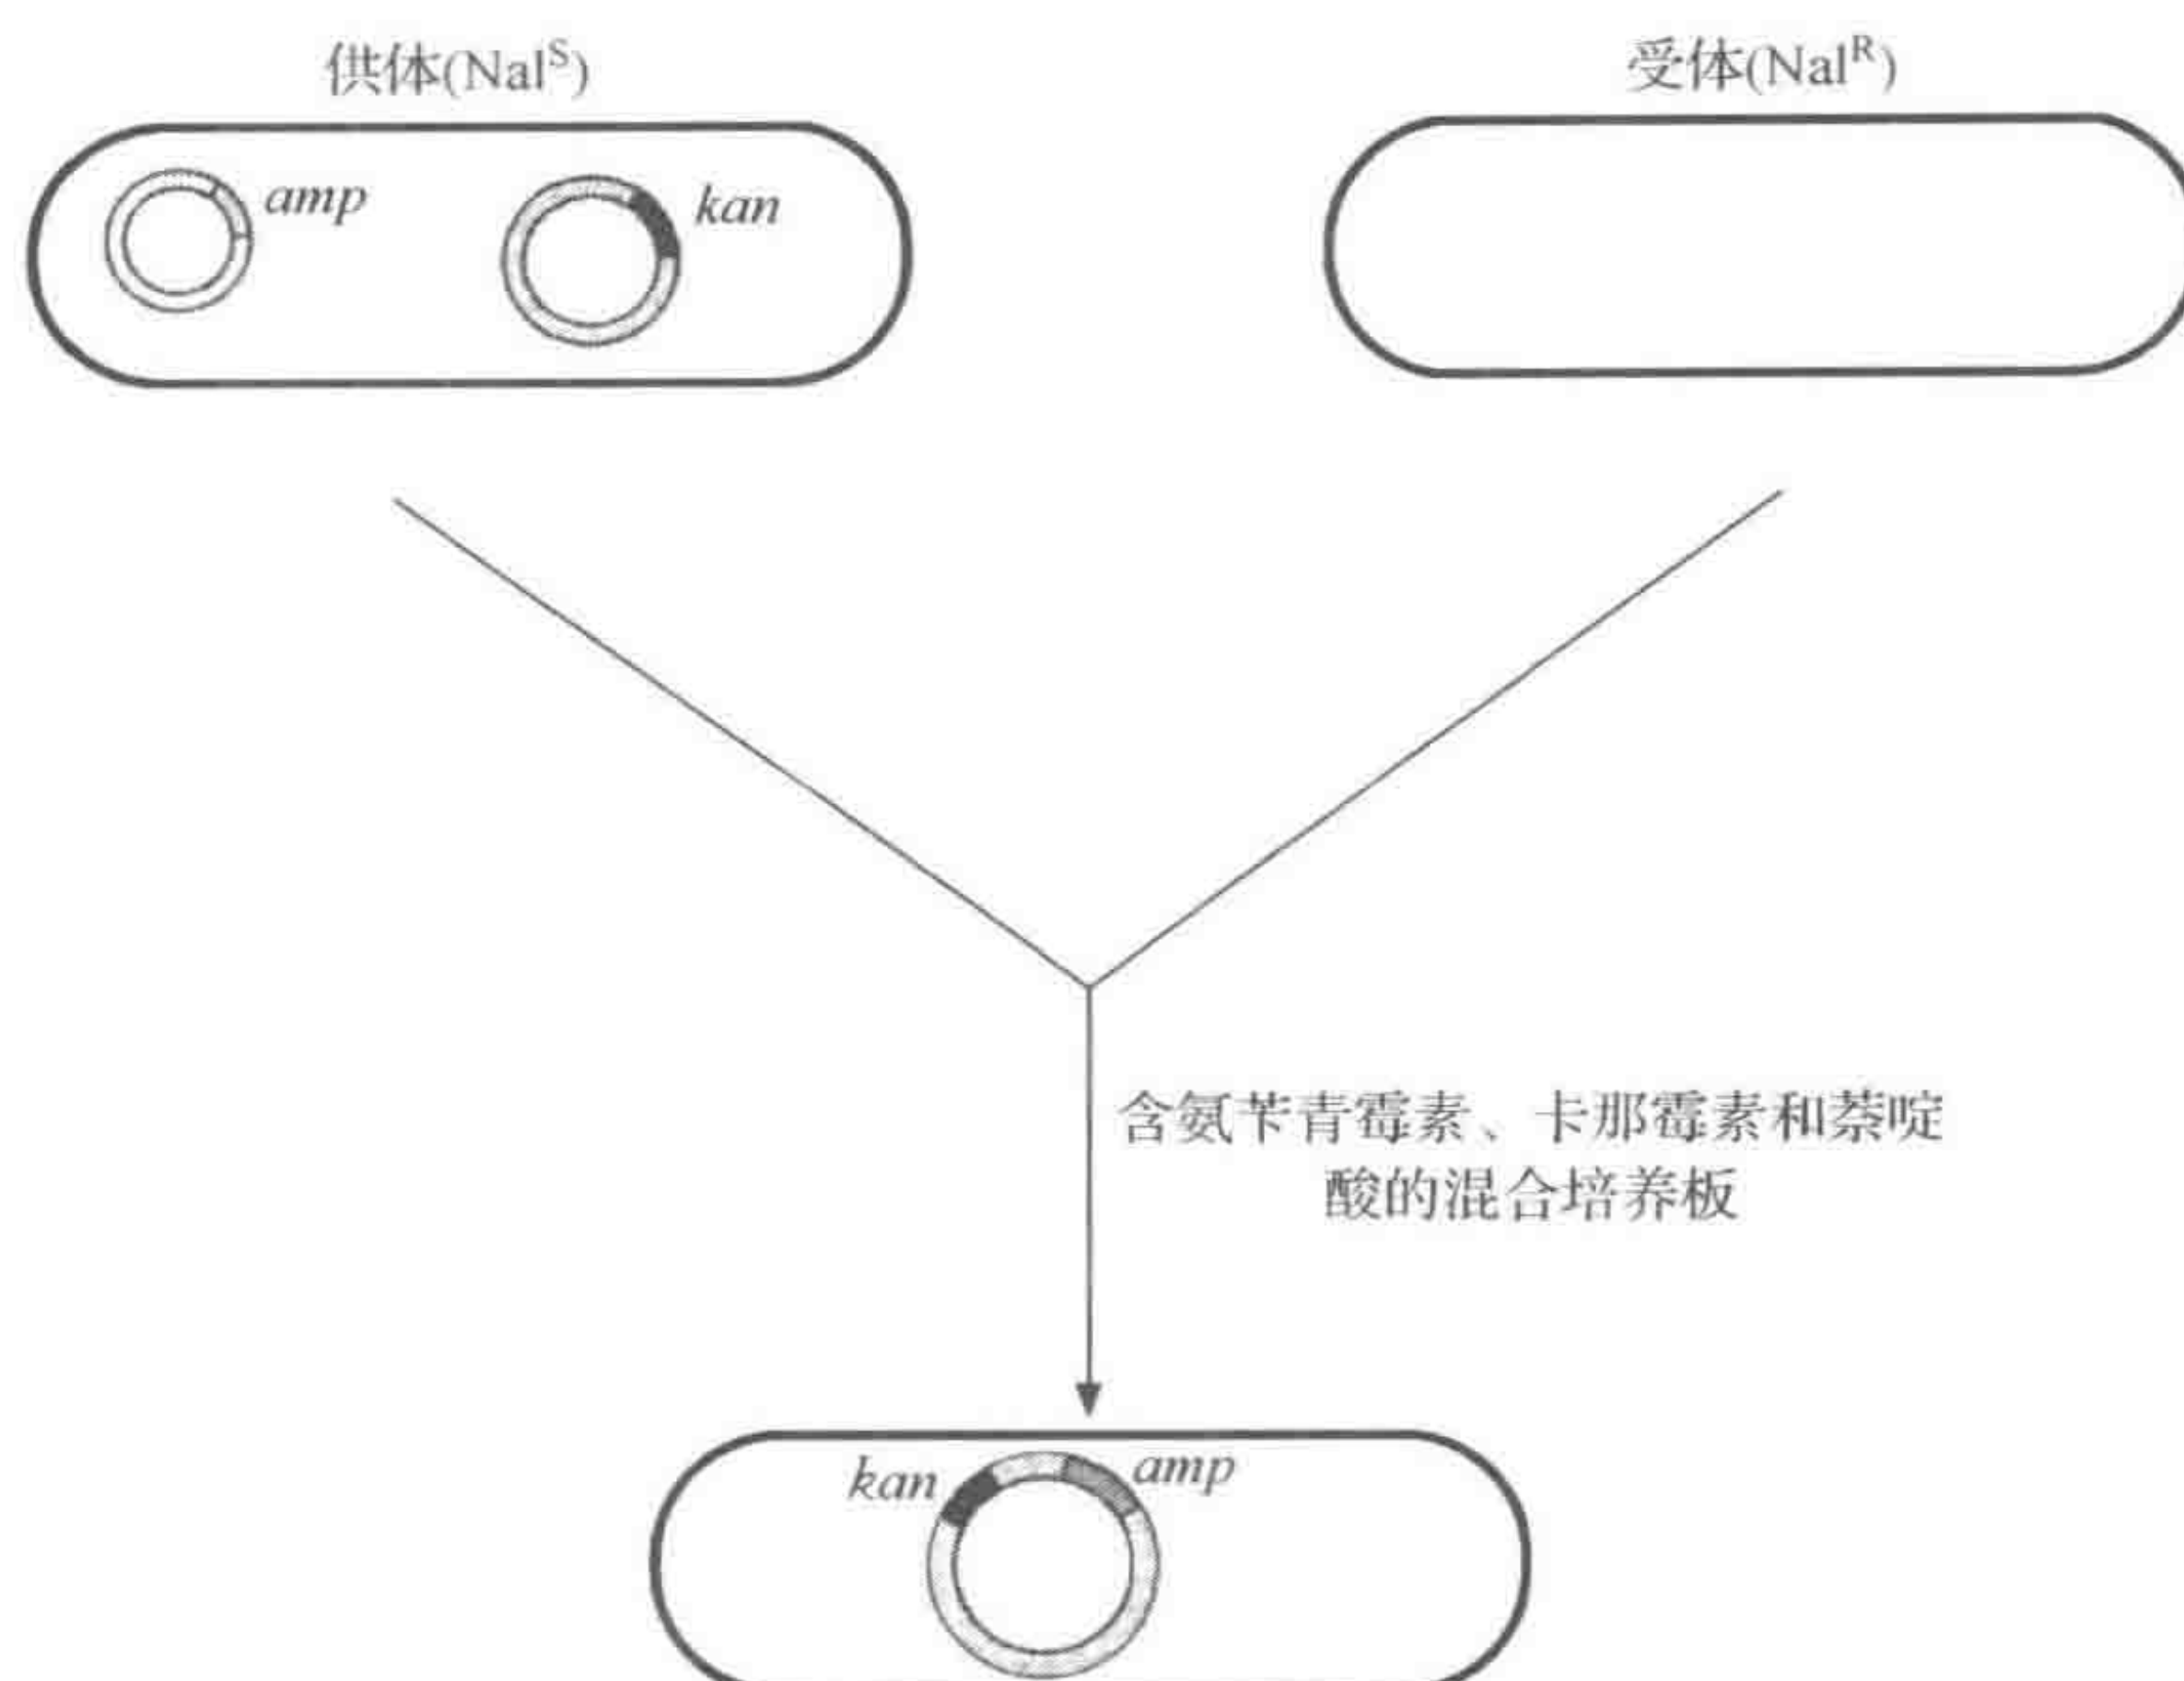 供体(Nal^S)
受体(Nal^R)
amp
kan
含氨苄青霉素、卡那霉素和萘啶
酸的混合培养板
kan
amp